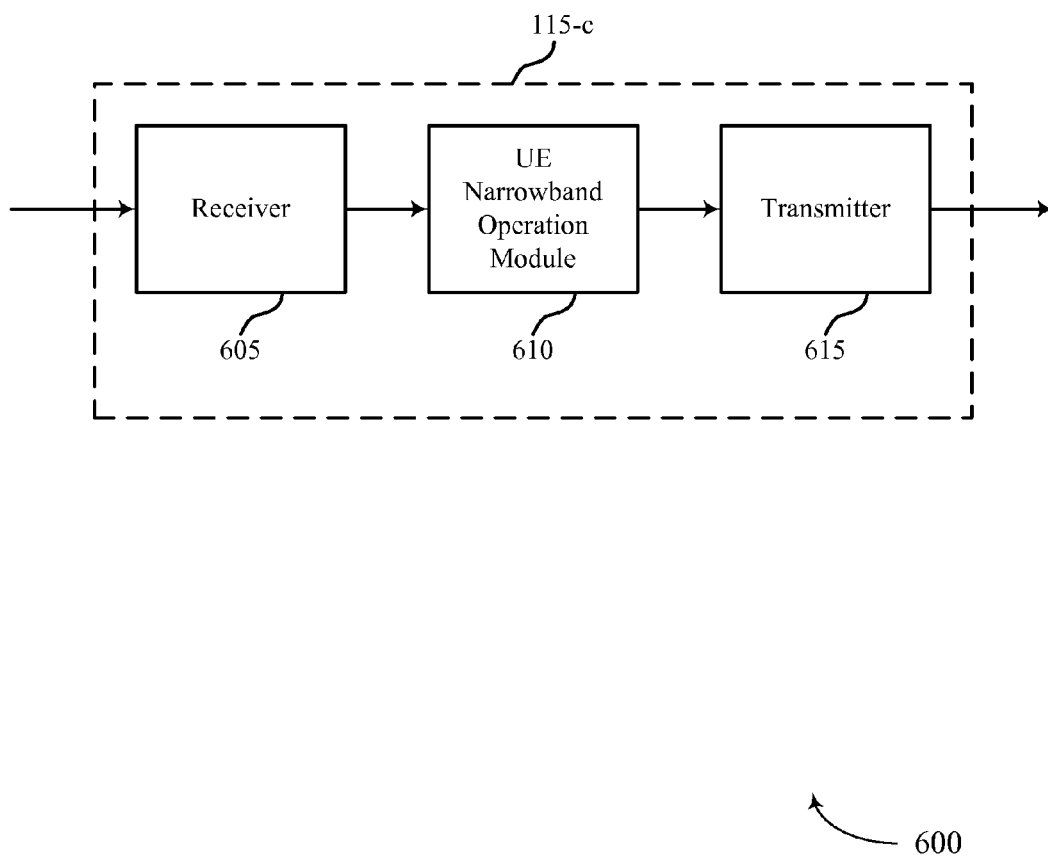 115-c
Receiver
UE
Narrowband
Operation
Module
Transmitter
605
610
615
600